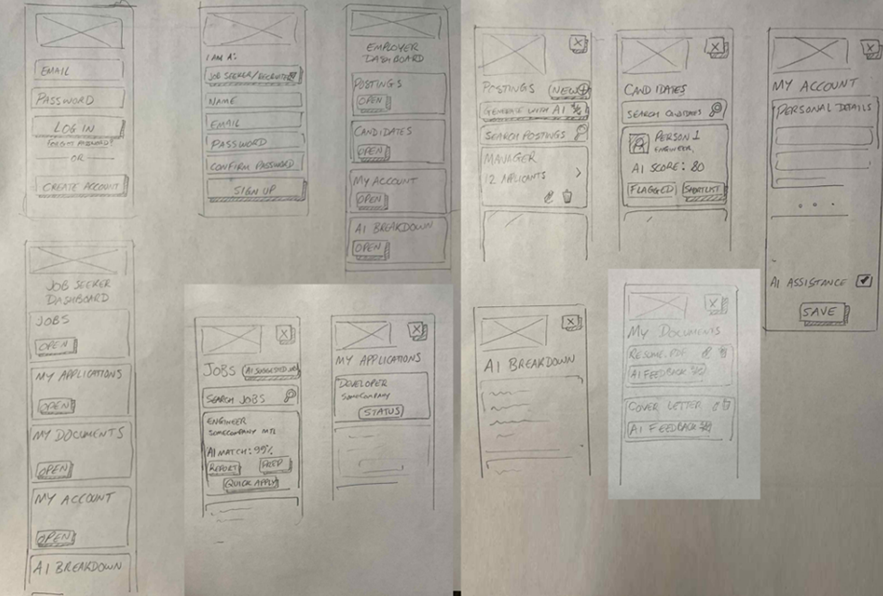 EMAIL
PASSWORD
LOG IN
FORGOT PASSWORD?
OR
CREATE ACCOUNT
I AM A:
JOB SEEKER/RECRUITER
NAME
EMAIL
PASSWORD
CONFIRM PASSWORD
SIGN UP
EMPLOYER
DASHBOARD
POSTINGS
OPEN
CANDIDATES
OPEN
MY ACCOUNT
OPEN
AI BREAKDOWN
OPEN
JOB SEEKER
DASHBOARD
JOBS
OPEN
MY APPLICATIONS
OPEN
MY DOCUMENTS
OPEN
MY ACCOUNT
OPEN
AI BREAKDOWN
X
JOBS
AI SUGGESTED
SEARCH JOBS
ENGINEER
SOMECOMPANY
AI MATCH: 95%
REPORT
QUICK APPLY
X
MY APPLICATIONS
DEVELOPER
SOMECOMPANY
STATUS
X
POSTINGS NEW
GENERATE WITH AI
SEARCH POSTINGS
MANAGER
12 APLICANTS >
X
CANDIDATES
SEARCH
PERSON 1
ENGINEER
AI SCORE: 80
FLAGGED SHORTLIST
X
MY ACCOUNT
PERSONAL DETAILS
...
AI ASSISTANCE
SAVE
X
AI BREAKDOWN
X
MY DOCUMENTS
RESUME.PDF
AI FEEDBACK
COVER LETTER
AI FEEDBACK